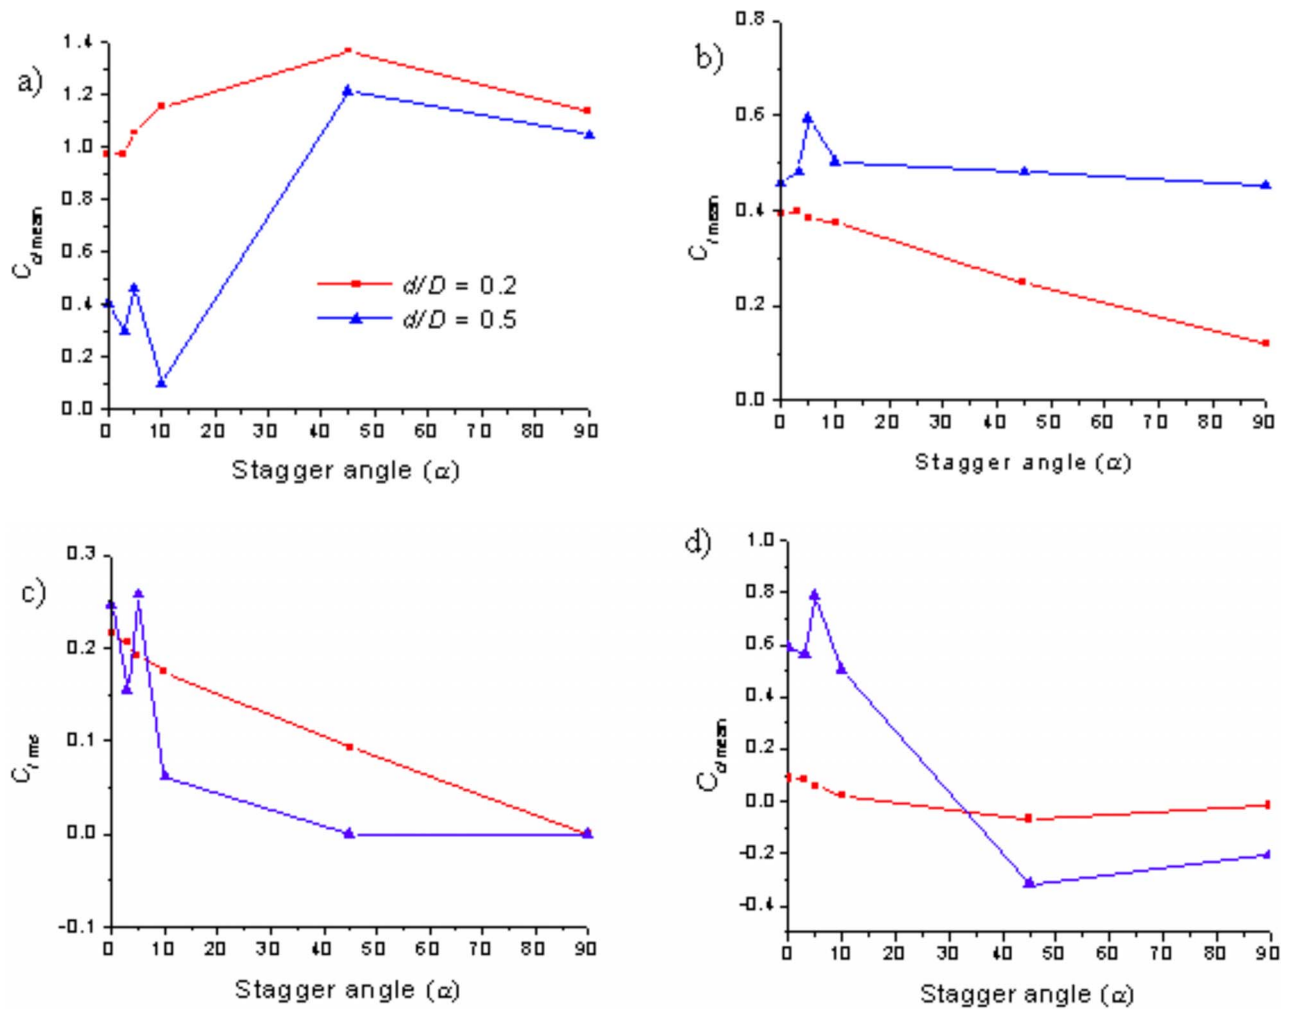 a)
1.4
1.2
1.0
0.8
0.6
0.4
0.2
0.0
C d mean
d/D = 0.2
d/D = 0.5
0 10 20 30 40 50 60 70 80 90
Stagger angle (α)
b)
0.8
0.6
0.4
0.2
0.0
C l mean
0 10 20 30 40 50 60 70 80 90
Stagger angle (α)
c)
0.3
0.2
0.1
0.0
-0.1
C l rms
0 10 20 30 40 50 60 70 80 90
Stagger angle (α)
d)
1.0
0.8
0.6
0.4
0.2
0.0
-0.2
-0.4
C d mean
0 10 20 30 40 50 60 70 80 90
Stagger angle (α)